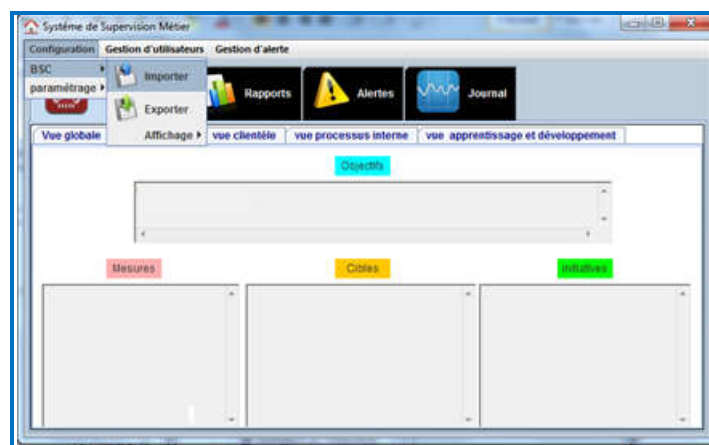 Système de Supervision Métier
Configuration Gestion d'utilisateurs Gestion d'alerte
BSC Importer
paramétrage Exporter
Affichage
Rapports Alertes Journal
Vue globale vue clientèle vue processus interne vue apprentissage et développement
Objectifs
Mesures Cibles Initiatives